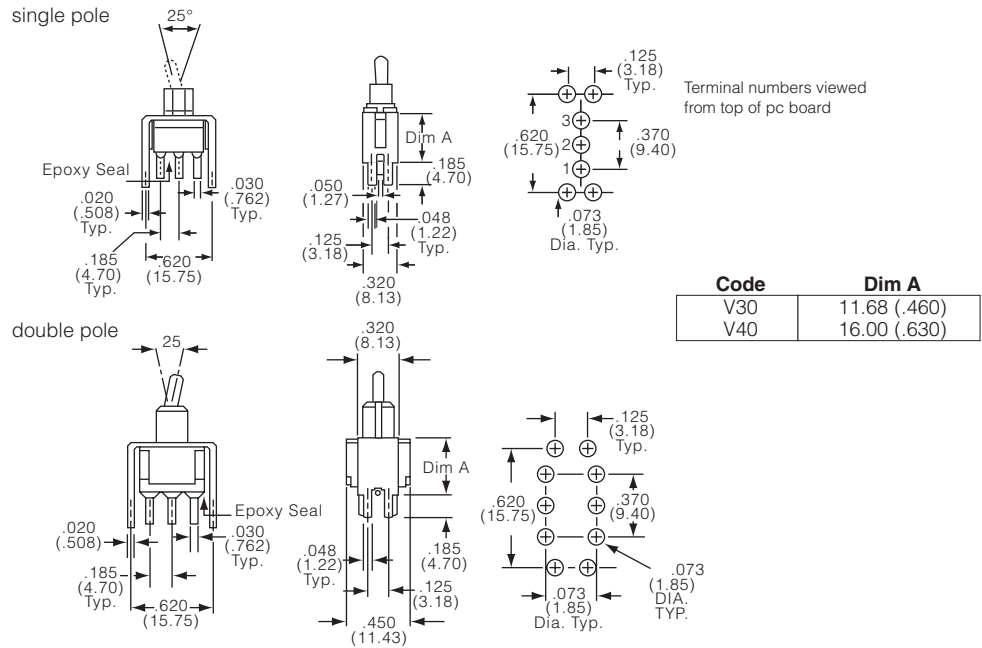 single pole
25°
Epoxy Seal
.020
(.508)
Typ.
.030
(.762)
Typ.
.185
(4.70)
Typ.
.620
(15.75)
Dim A
.185
(4.70)
.050
(1.27)
.048
(1.22)
Typ.
.125
(3.18)
.320
(8.13)
.125
(3.18)
Typ.
3
2
1
.620
(15.75)
.370
(9.40)
.073
(1.85)
Dia. Typ.
Terminal numbers viewed
from top of pc board
Code Dim A
V30 11.68 (.460)
V40 16.00 (.630)
double pole
25
Epoxy Seal
.020
(.508)
.030
(.762)
Typ.
.185
(4.70)
Typ.
.620
(15.75)
.320
(8.13)
Dim A
.048
(1.22)
Typ.
.185
(4.70)
.125
(3.18)
.450
(11.43)
.125
(3.18)
Typ.
.620
(15.75)
.370
(9.40)
.073
(1.85)
Dia. Typ.
.073
(1.85)
DIA.
TYP.